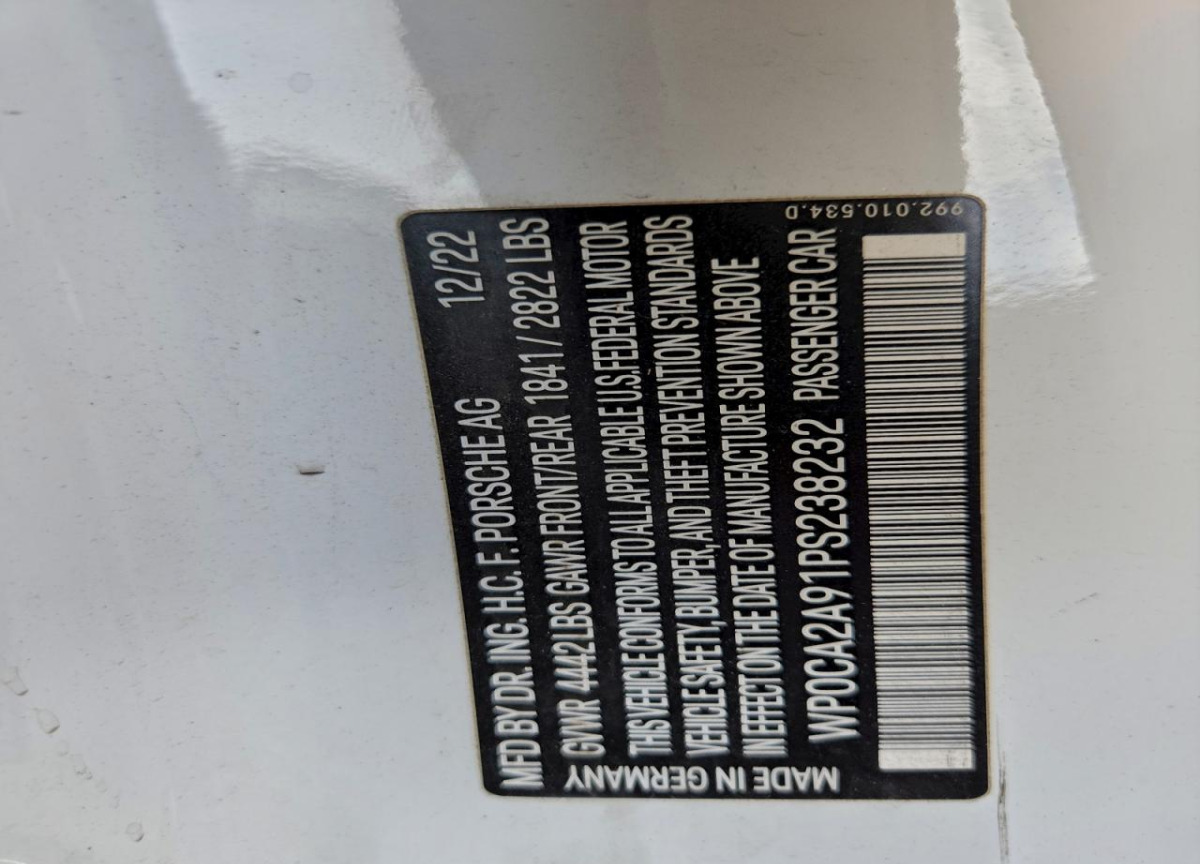 MFD BY DR. ING. H.C. F. PORSCHE AG 12/22
GVWR 4442 LBS GAWR FRONT/REAR 1841 / 2822 LBS
THIS VEHICLE CONFORMS TO ALL APPLICABLE U.S. FEDERAL MOTOR
VEHICLE SAFETY, BUMPER, AND THEFT PREVENTION STANDARDS
IN EFFECT ON THE DATE OF MANUFACTURE SHOWN ABOVE
WP0CA2A91PS238232 PASSENGER CAR
MADE IN GERMANY
992.010.534.D